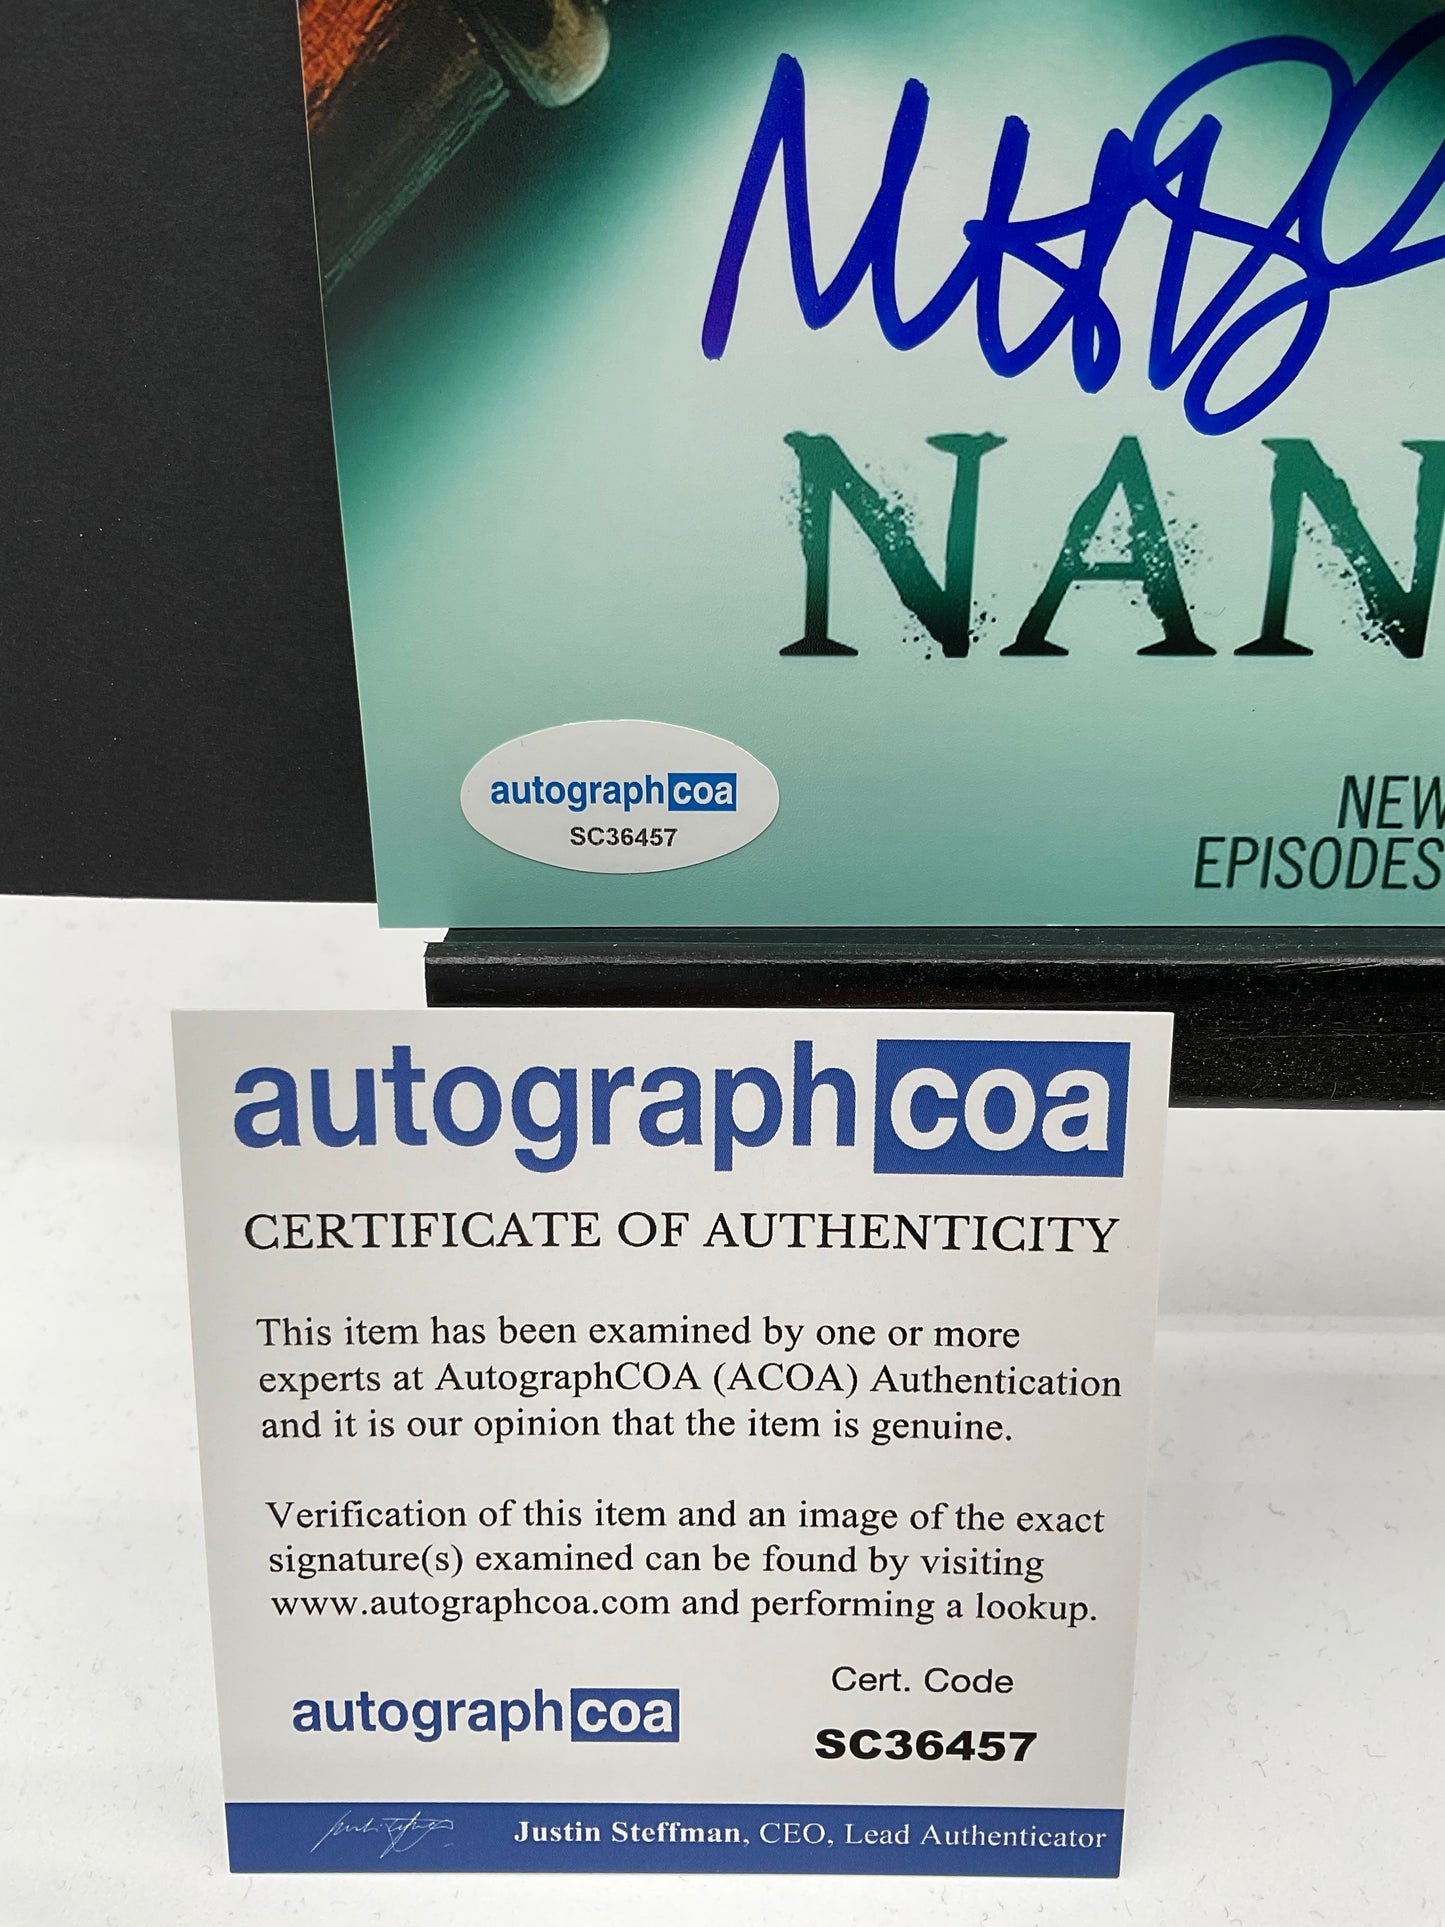 NAN
NEW
EPISODES
autographcoa
SC36457
autographcoa
CERTIFICATE OF AUTHENTICITY
This item has been examined by one or more
experts at AutographCOA (ACOA) Authentication
and it is our opinion that the item is genuine.
Verification of this item and an image of the exact
signature(s) examined can be found by visiting
www.autographcoa.com and performing a lookup.
autographcoa
Cert. Code
SC36457
Justin Steffman, CEO, Lead Authenticator